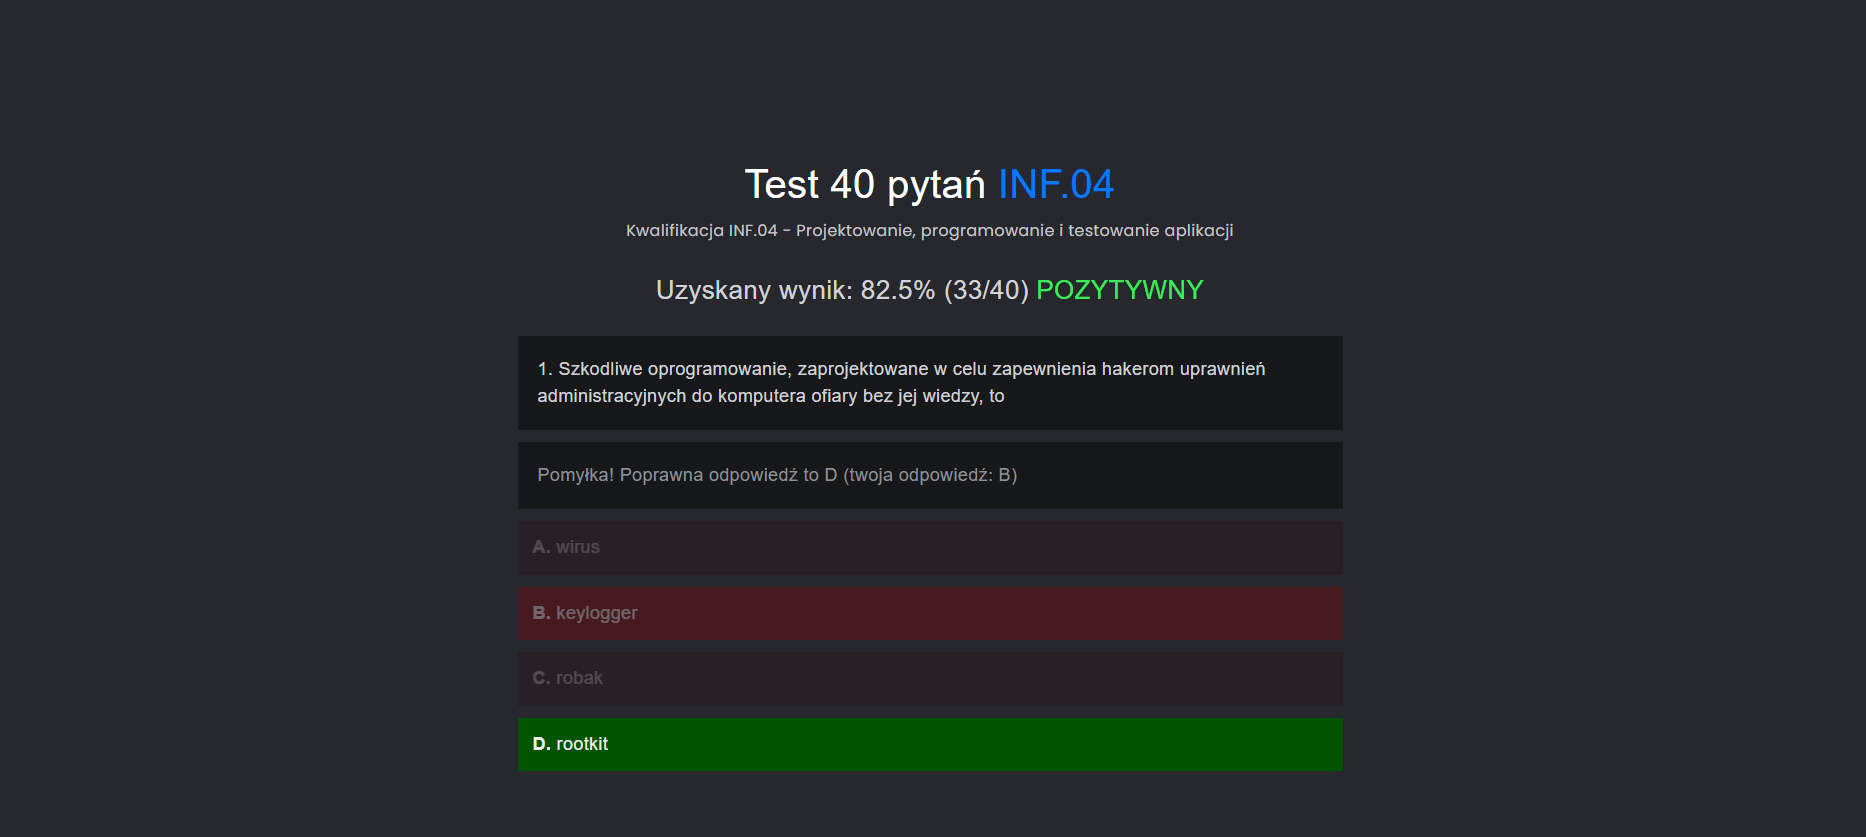 Test 40 pytań INF.04
Kwalifikacja INF.04 - Projektowanie, programowanie i testowanie aplikacji
Uzyskany wynik: 82.5% (33/40) POZYTYWNY
1. Szkodliwe oprogramowanie, zaprojektowane w celu zapewnienia hakerom uprawnień
administracyjnych do komputera ofiary bez jej wiedzy, to
Pomyłka! Poprawna odpowiedź to D (twoja odpowiedź: B)
A. wirus
B. keylogger
C. robak
D. rootkit